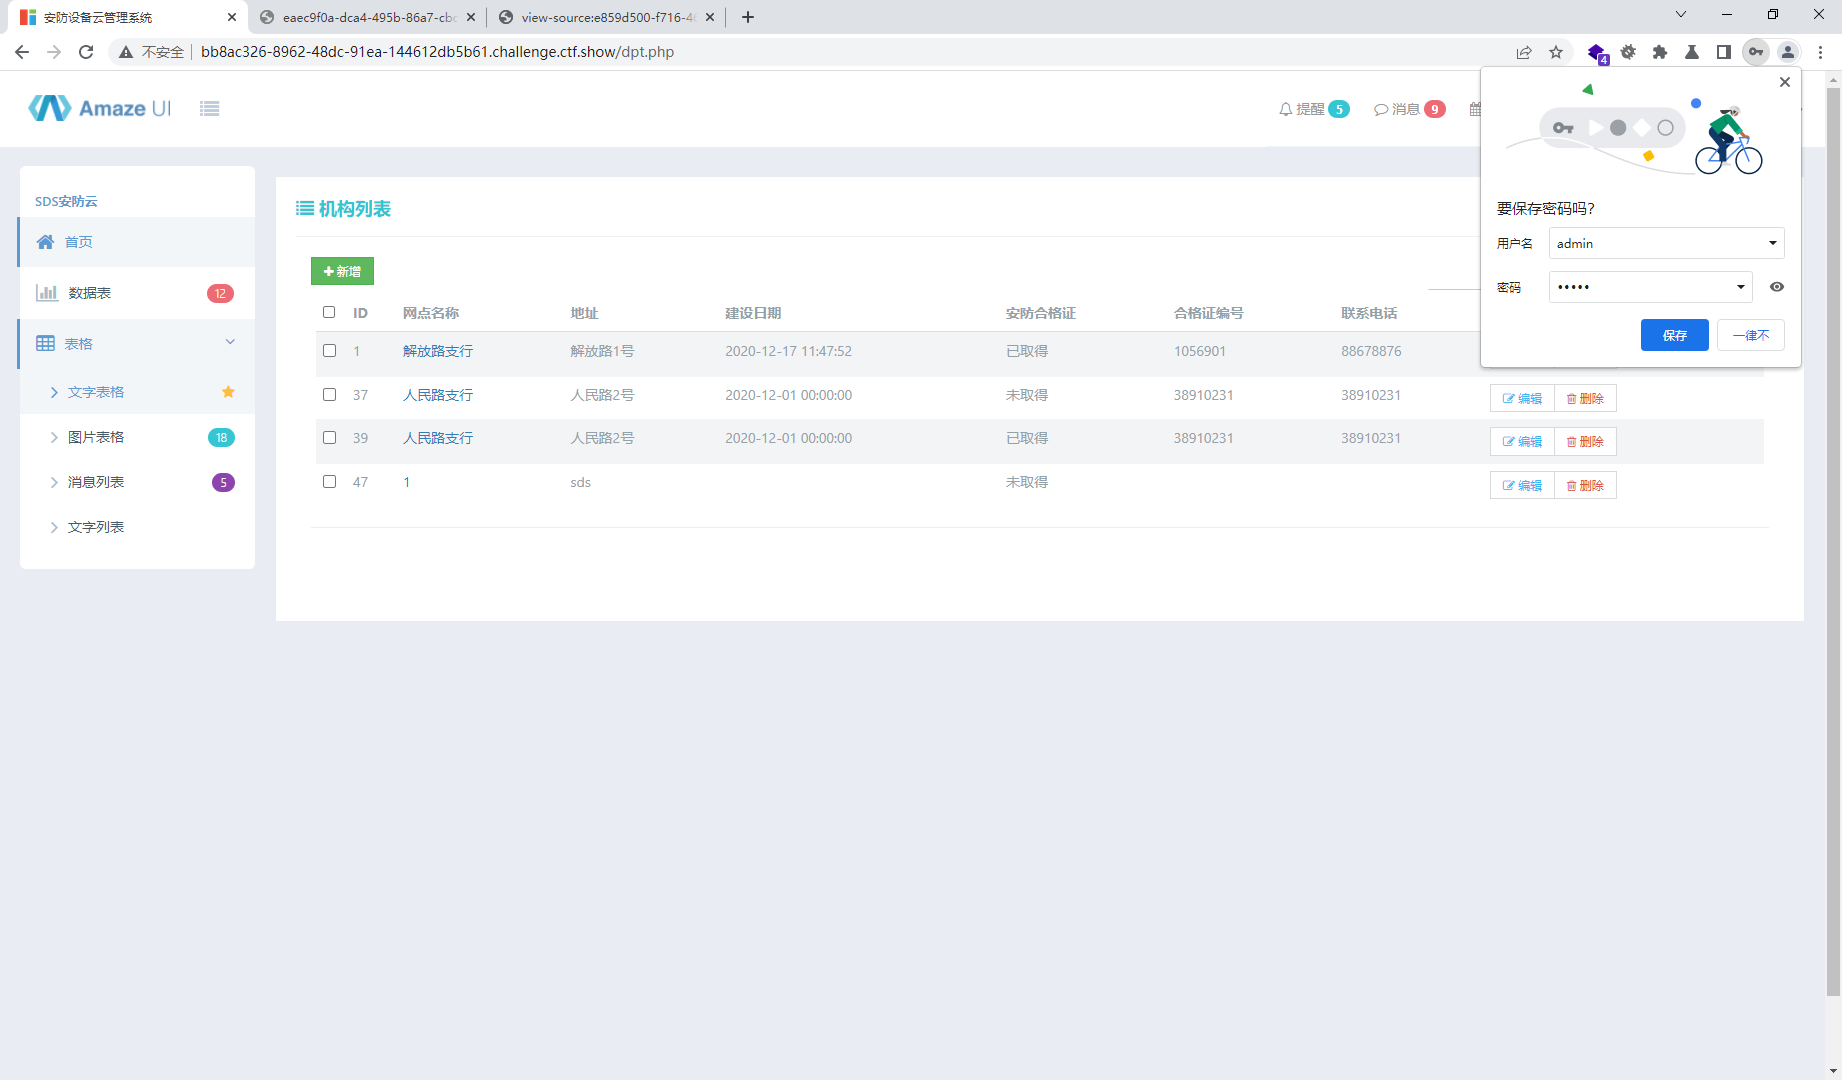 安防设备云管理系统
eaec9f0a-dca4-495b-86a7-cbc
view-source:e859d500-f716-4
不安全
bb8ac326-8962-48dc-91ea-144612db5b61.challenge.ctf.show/dpt.php
4
Amaze UI
提醒 5
消息 9
要保存密码吗?
用户名 admin
密码 •••••
保存 一律不
SDS安防云
首页
数据表 12
表格
文字表格
图片表格 18
消息列表 5
文字列表
机构列表
新增
ID 网点名称 地址 建设日期 安防合格证 合格证编号 联系电话
1 解放路支行 解放路1号 2020-12-17 11:47:52 已取得 1056901 88678876
37 人民路支行 人民路2号 2020-12-01 00:00:00 未取得 38910231 38910231 编辑 删除
39 人民路支行 人民路2号 2020-12-01 00:00:00 已取得 38910231 38910231 编辑 删除
47 1 sds 未取得 编辑 删除